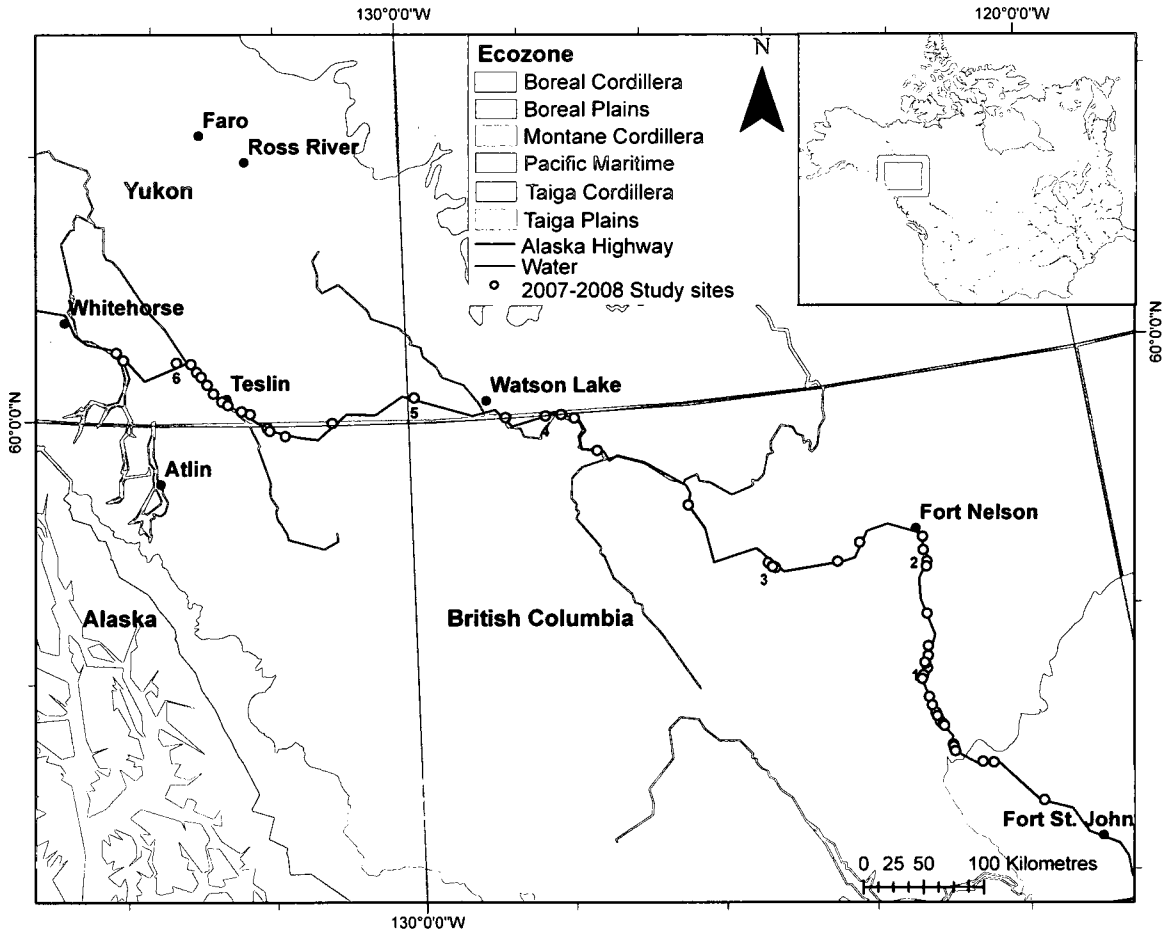 130°0'0"W
120°0'0"W
N
Ecozone
Boreal Cordillera
Boreal Plains
Montane Cordillera
Pacific Maritime
Taiga Cordillera
Taiga Plains
Alaska Highway
Water
2007-2008 Study sites
Faro
Ross River
Yukon
Whitehorse
6
Teslin
5
Watson Lake
4
60°0'0"N
60°0'0"N
Atlin
Fort Nelson
2
3
Alaska
British Columbia
1
Fort St. John
0 25 50 100 Kilometres
130°0'0"W